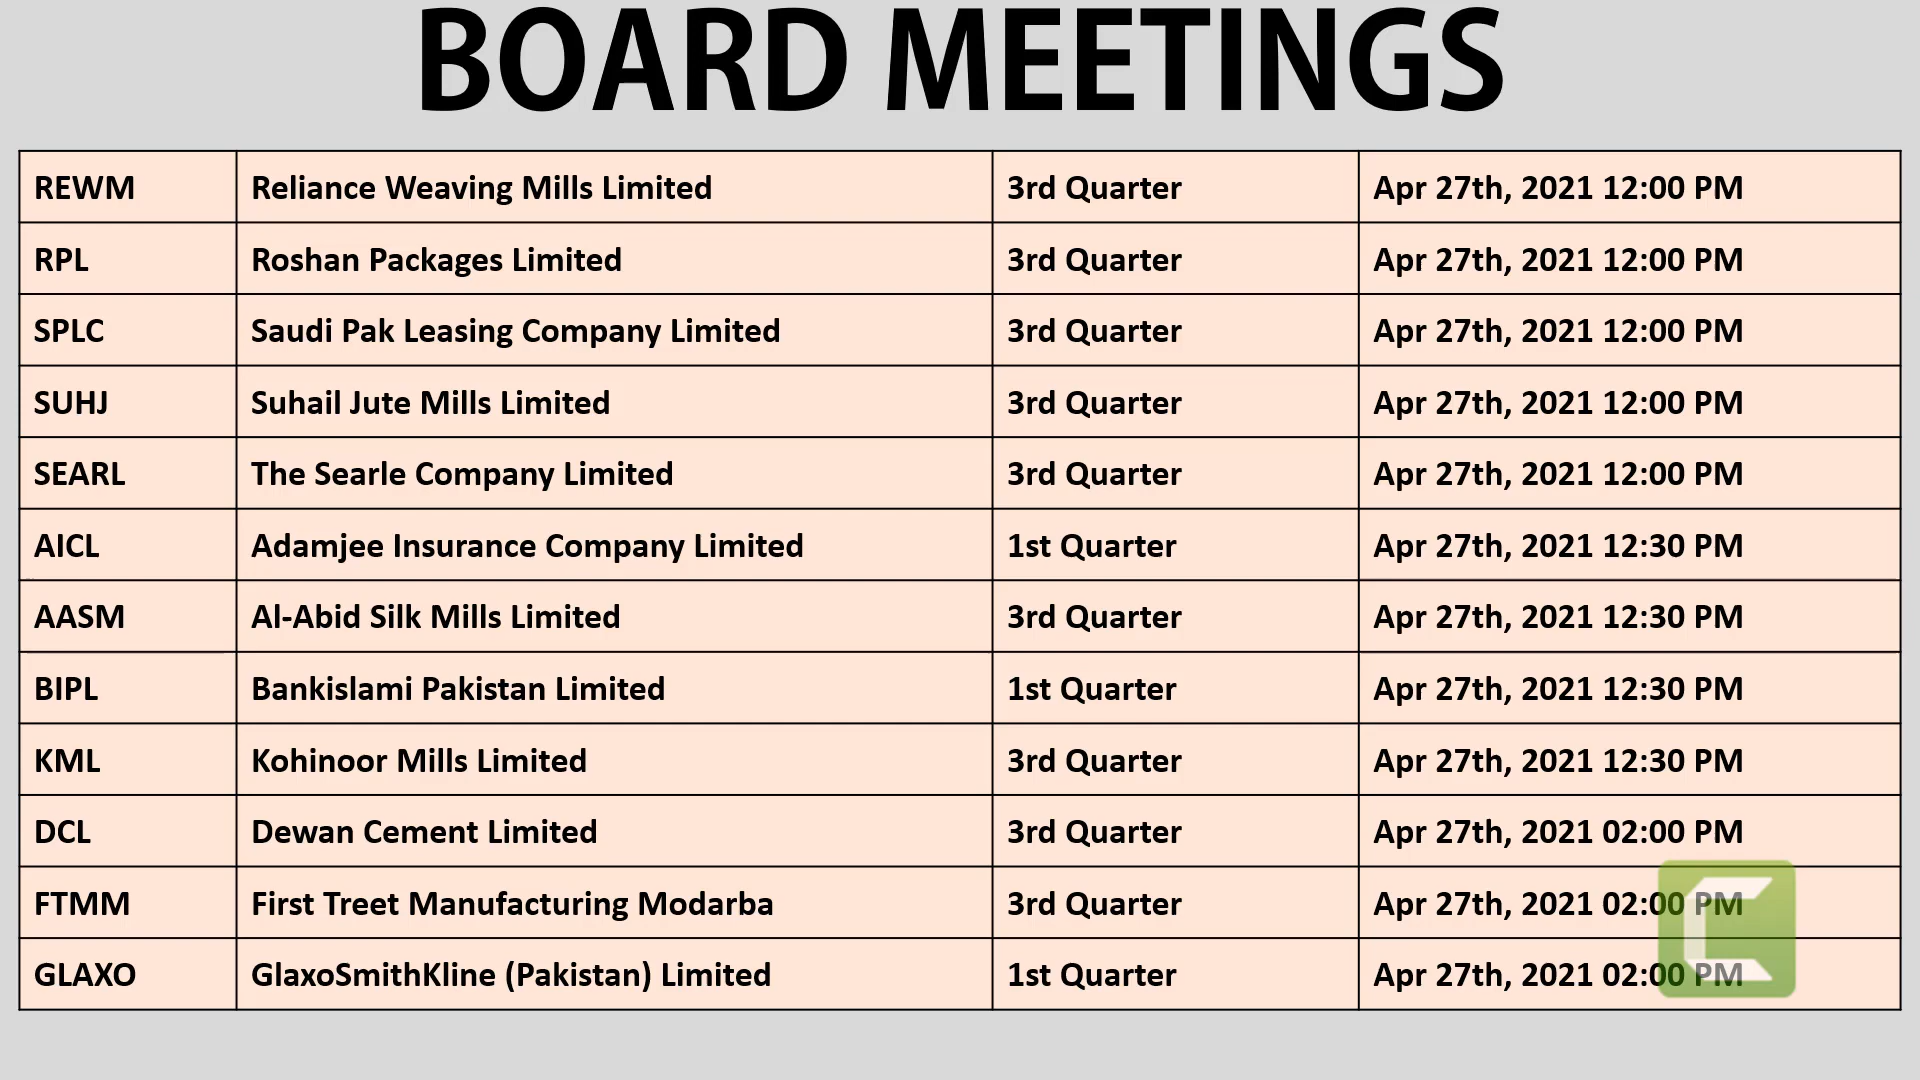 BOARD MEETINGS
REWM Reliance Weaving Mills Limited 3rd Quarter Apr 27th, 2021 12:00 PM
RPL Roshan Packages Limited 3rd Quarter Apr 27th, 2021 12:00 PM
SPLC Saudi Pak Leasing Company Limited 3rd Quarter Apr 27th, 2021 12:00 PM
SUHJ Suhail Jute Mills Limited 3rd Quarter Apr 27th, 2021 12:00 PM
SEARL The Searle Company Limited 3rd Quarter Apr 27th, 2021 12:00 PM
AICL Adamjee Insurance Company Limited 1st Quarter Apr 27th, 2021 12:30 PM
AASM Al-Abid Silk Mills Limited 3rd Quarter Apr 27th, 2021 12:30 PM
BIPL Bankislami Pakistan Limited 1st Quarter Apr 27th, 2021 12:30 PM
KML Kohinoor Mills Limited 3rd Quarter Apr 27th, 2021 12:30 PM
DCL Dewan Cement Limited 3rd Quarter Apr 27th, 2021 02:00 PM
FTMM First Treet Manufacturing Modarba 3rd Quarter Apr 27th, 2021 02:00 PM
GLAXO GlaxoSmithKline (Pakistan) Limited 1st Quarter Apr 27th, 2021 02:00 PM